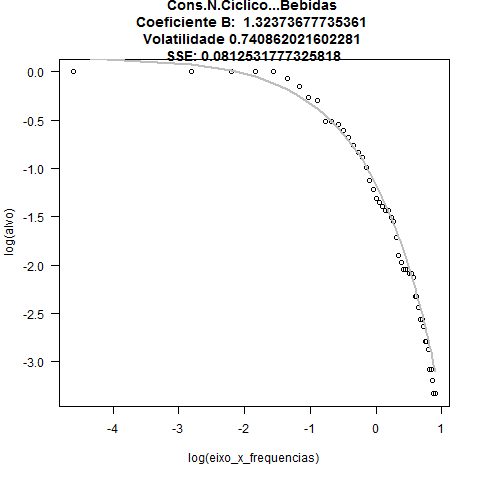 Cons.N.Ciclico...Bebidas
Coeficiente B:  1.32373677735361
Volatilidade 0.740862021602281
SSE: 0.0812531777325818
0.0
-0.5
-1.0
-1.5
-2.0
-2.5
-3.0
log(alvo)
-4 -3 -2 -1 0 1
log(eixo_x_frequencias)